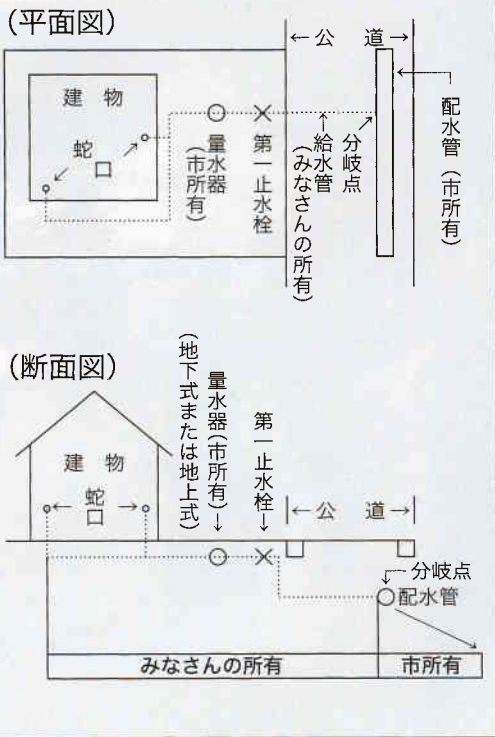 (平面図)
←公 道→
建 物
蛇口
量水器
(市所有)
第一止水栓
給水管
(みなさんの所有)
分岐点
配水管(市所有)
(断面図)
建 物
蛇口
(地下式または地上式)
量水器(市所有)→
第一止水栓→
←公 道→
分岐点
配水管
みなさんの所有
市所有